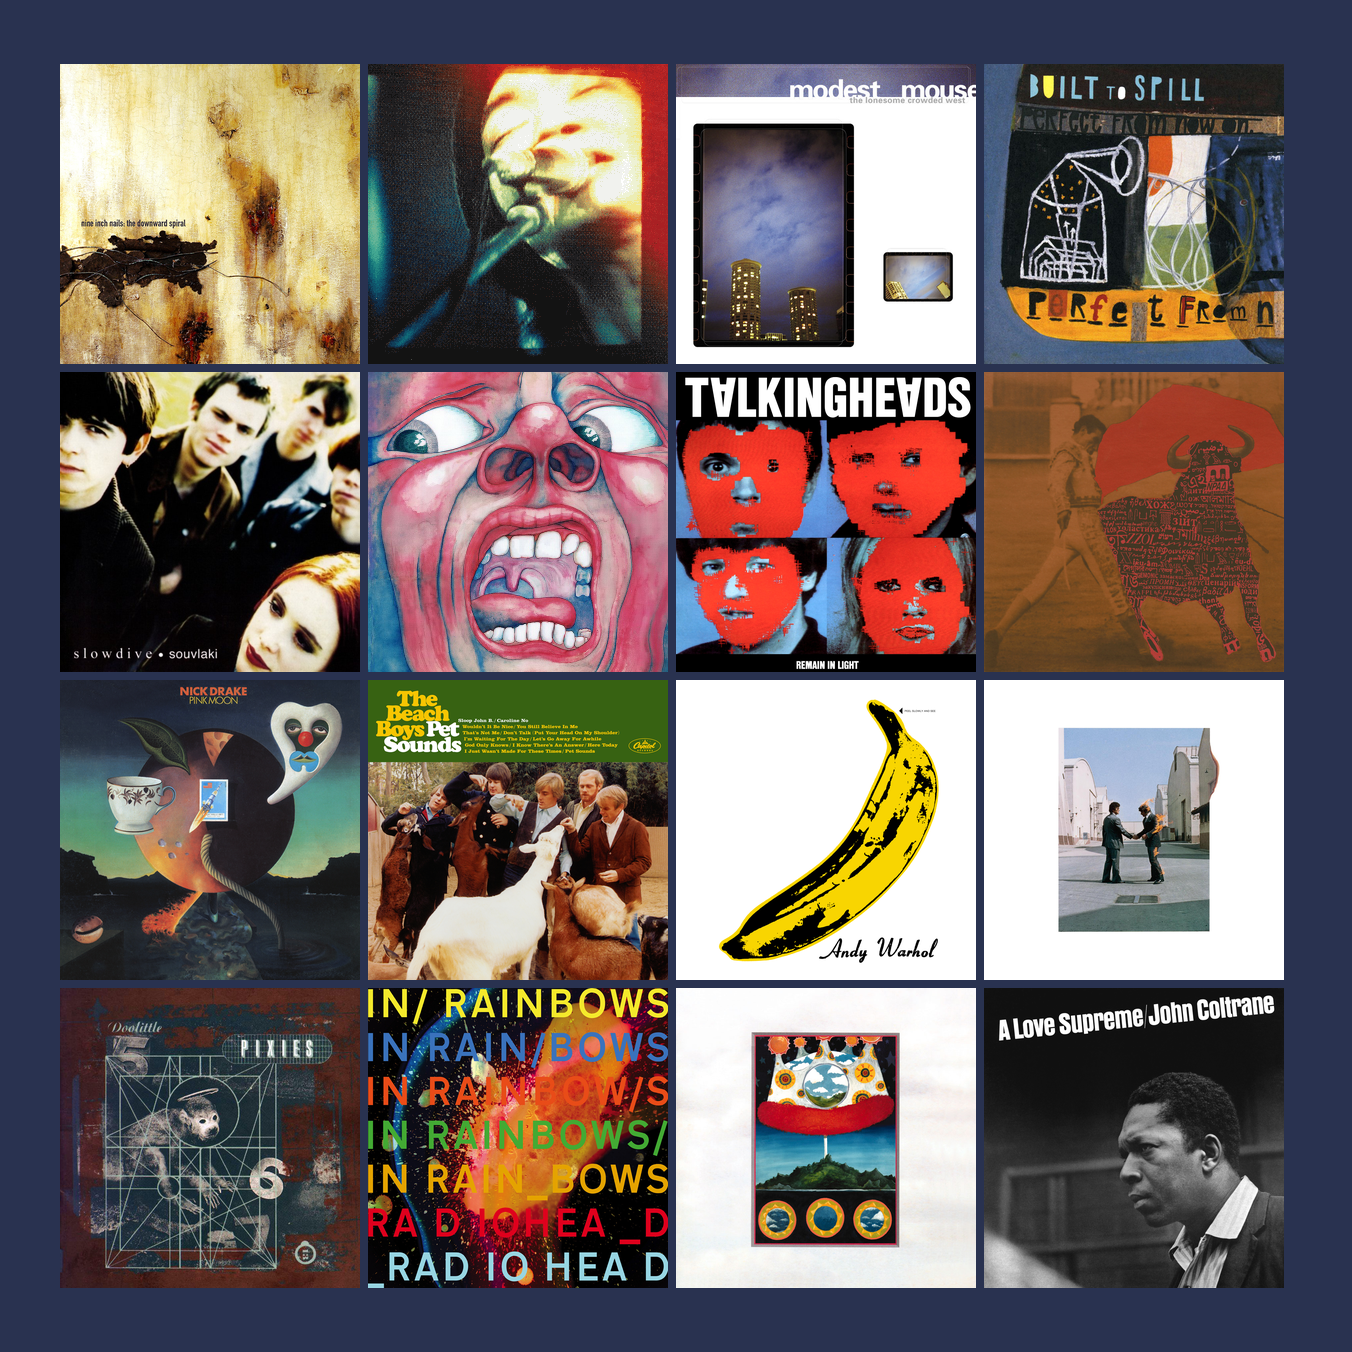 nine inch nails: the downward spiral
modest mouse
the lonesome crowded west
BUILT TO SPILL
PERFECT FROM NOW ON.
PERfect From n
slowdive • souvlaki
TALKINGHEADS
REMAIN IN LIGHT
NICK DRAKE
PINK MOON
The
Beach
Boys Pet
Sounds
Sloop John B. / Caroline No
Wouldn't It Be Nice / You Still Believe In Me
That's Not Me / Don't Talk (Put Your Head On My Shoulder)
I'm Waiting For The Day / Let's Go Away For Awhile
God Only Knows / I Know There's An Answer / Here Today
I Just Wasn't Made For These Times / Pet Sounds
Capitol
Andy Warhol
Doolittle
PIXIES
5
6
IN/ RAINBOWS
IN RAIN/BOWS
IN RAINBOW/S
IN RAINBOWS/
IN RAIN_BOWS
RA D IOHEA _D
_RAD IO HEA D
A Love Supreme/John Coltrane